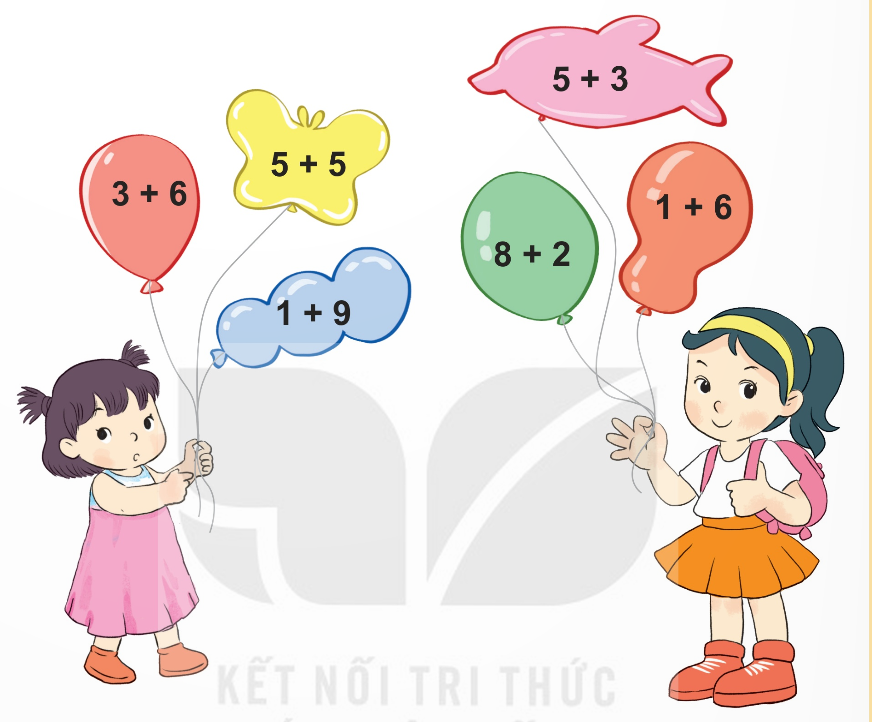 5 + 3
5 + 5
3 + 6
1 + 6
8 + 2
1 + 9
KẾT NỐI TRI THỨC